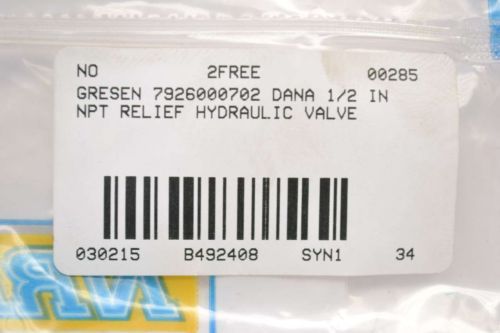 NO 2FREE 00285
GRESEN 7926000702 DANA 1/2 IN
NPT RELIEF HYDRAULIC VALVE
030215 B492408 SYN1 34